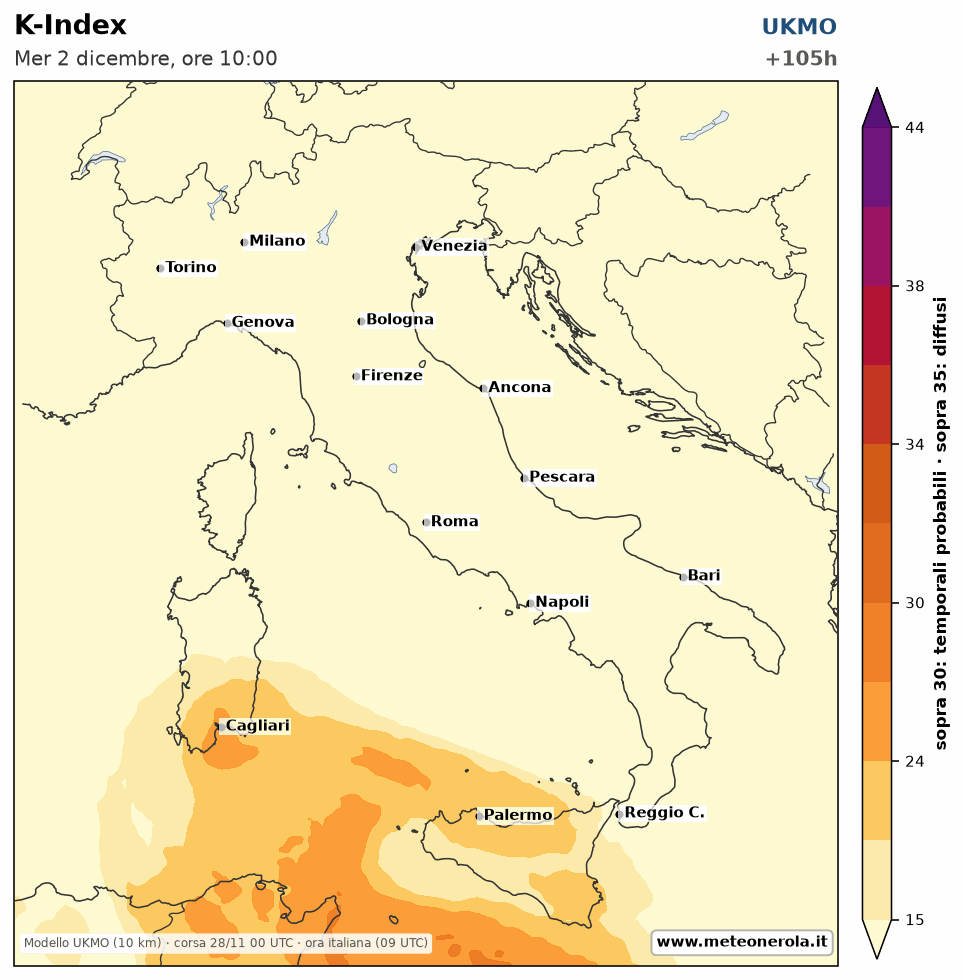 K-Index
UKMO
Mer 2 dicembre, ore 10:00
+105h
Milano
Venezia
Torino
Genova
Bologna
Firenze
Ancona
Pescara
Roma
Bari
Napoli
Cagliari
Palermo
Reggio C.
44
38
34
30
24
15
sopra 30: temporali probabili · sopra 35: diffusi
Modello UKMO (10 km) · corsa 28/11 00 UTC · ora italiana (09 UTC)
www.meteonerola.it